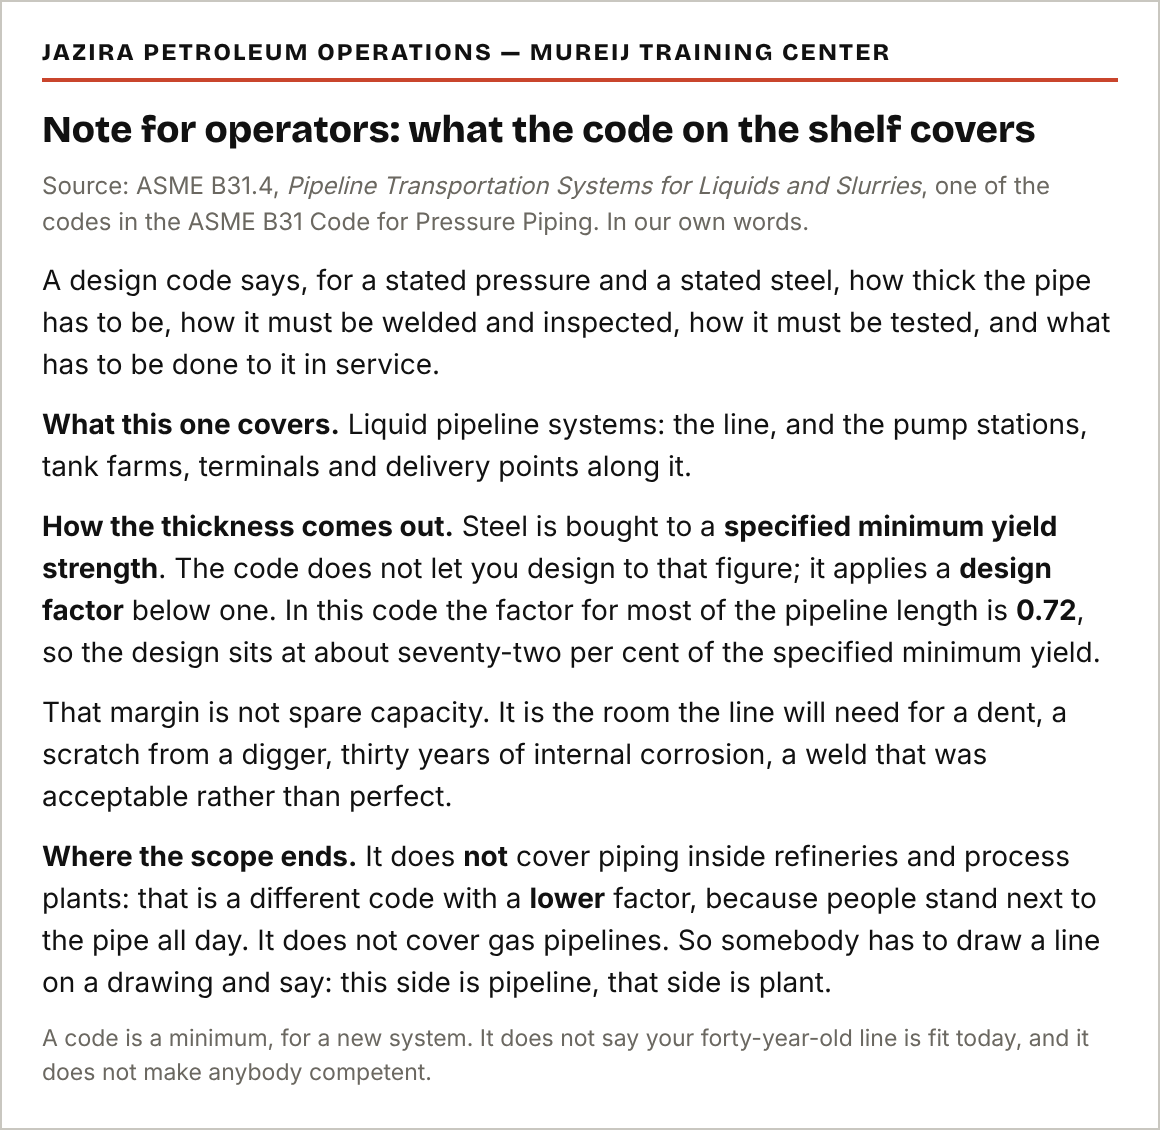 JAZIRA PETROLEUM OPERATIONS — MUREIJ TRAINING CENTER
Note for operators: what the code on the shelf covers
Source: ASME B31.4, Pipeline Transportation Systems for Liquids and Slurries, one of the
codes in the ASME B31 Code for Pressure Piping. In our own words.
A design code says, for a stated pressure and a stated steel, how thick the pipe
has to be, how it must be welded and inspected, how it must be tested, and what
has to be done to it in service.
What this one covers. Liquid pipeline systems: the line, and the pump stations,
tank farms, terminals and delivery points along it.
How the thickness comes out. Steel is bought to a specified minimum yield
strength. The code does not let you design to that figure; it applies a design
factor below one. In this code the factor for most of the pipeline length is 0.72,
so the design sits at about seventy-two per cent of the specified minimum yield.
That margin is not spare capacity. It is the room the line will need for a dent, a
scratch from a digger, thirty years of internal corrosion, a weld that was
acceptable rather than perfect.
Where the scope ends. It does not cover piping inside refineries and process
plants: that is a different code with a lower factor, because people stand next to
the pipe all day. It does not cover gas pipelines. So somebody has to draw a line
on a drawing and say: this side is pipeline, that side is plant.
A code is a minimum, for a new system. It does not say your forty-year-old line is fit today, and it
does not make anybody competent.